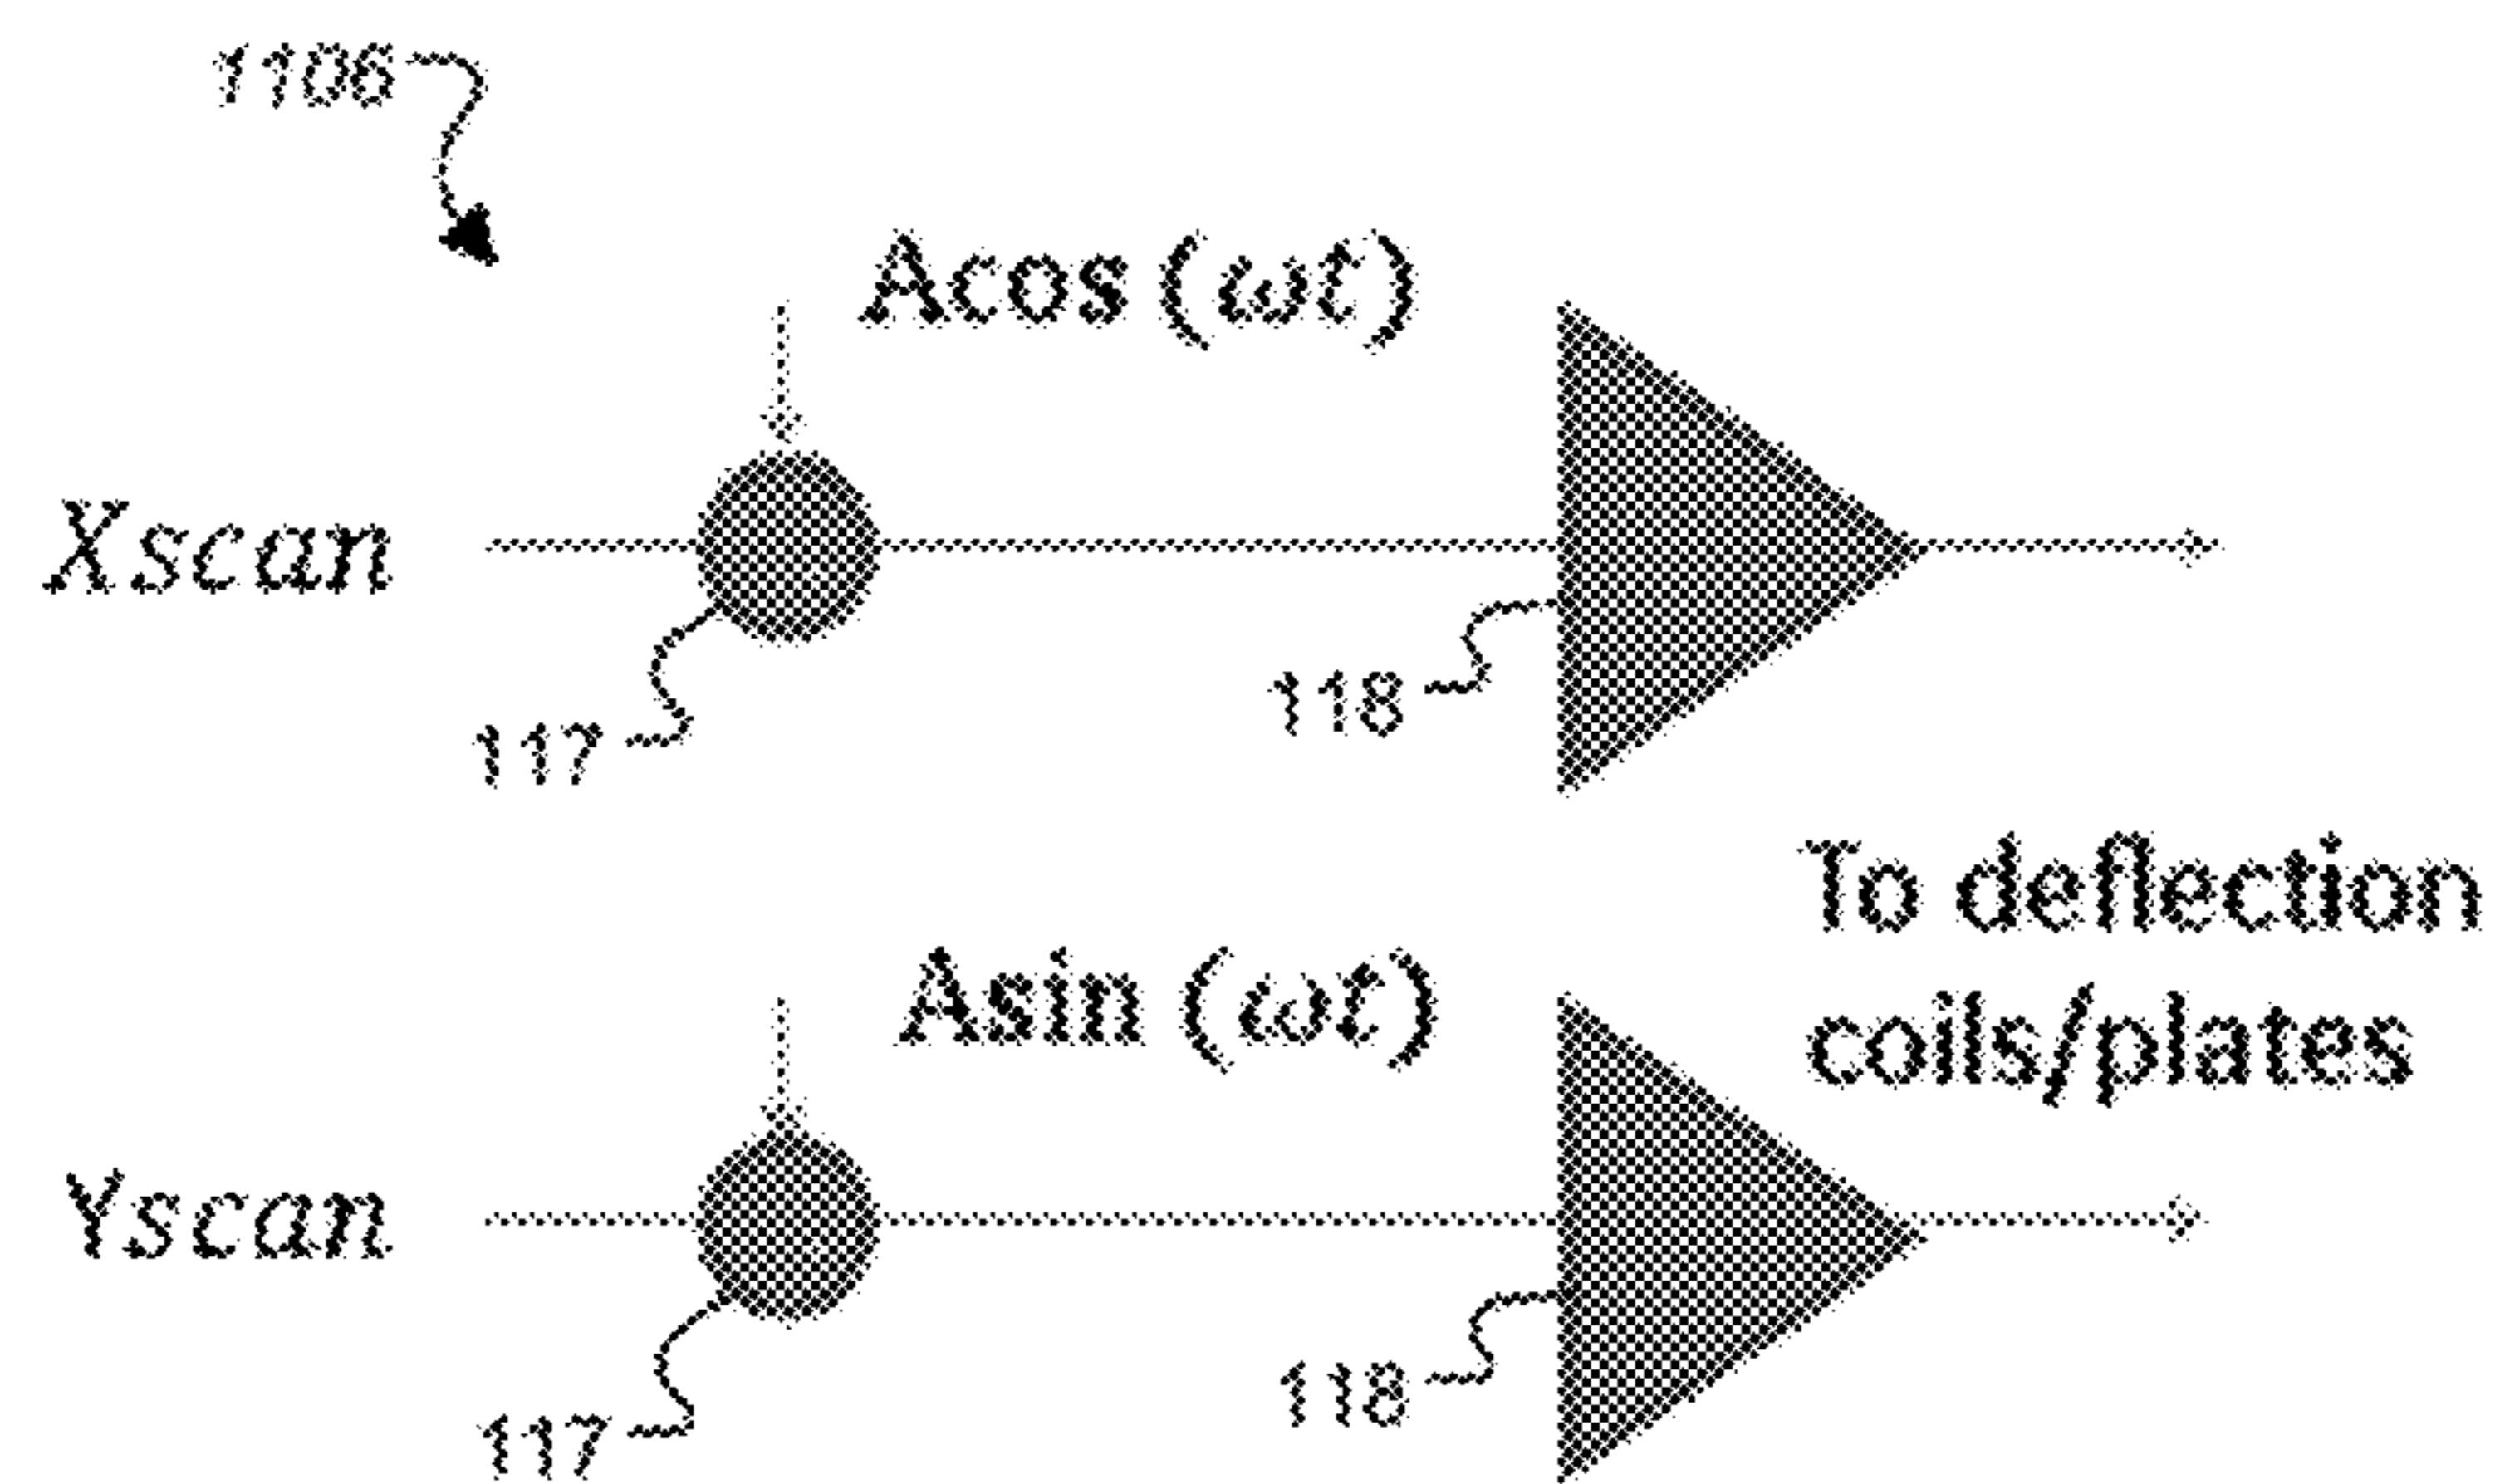 1106
Acos (ωt)
Xscan
118
117
To deflection
coils/plates
Asin (ωt)
Yscan
118
117